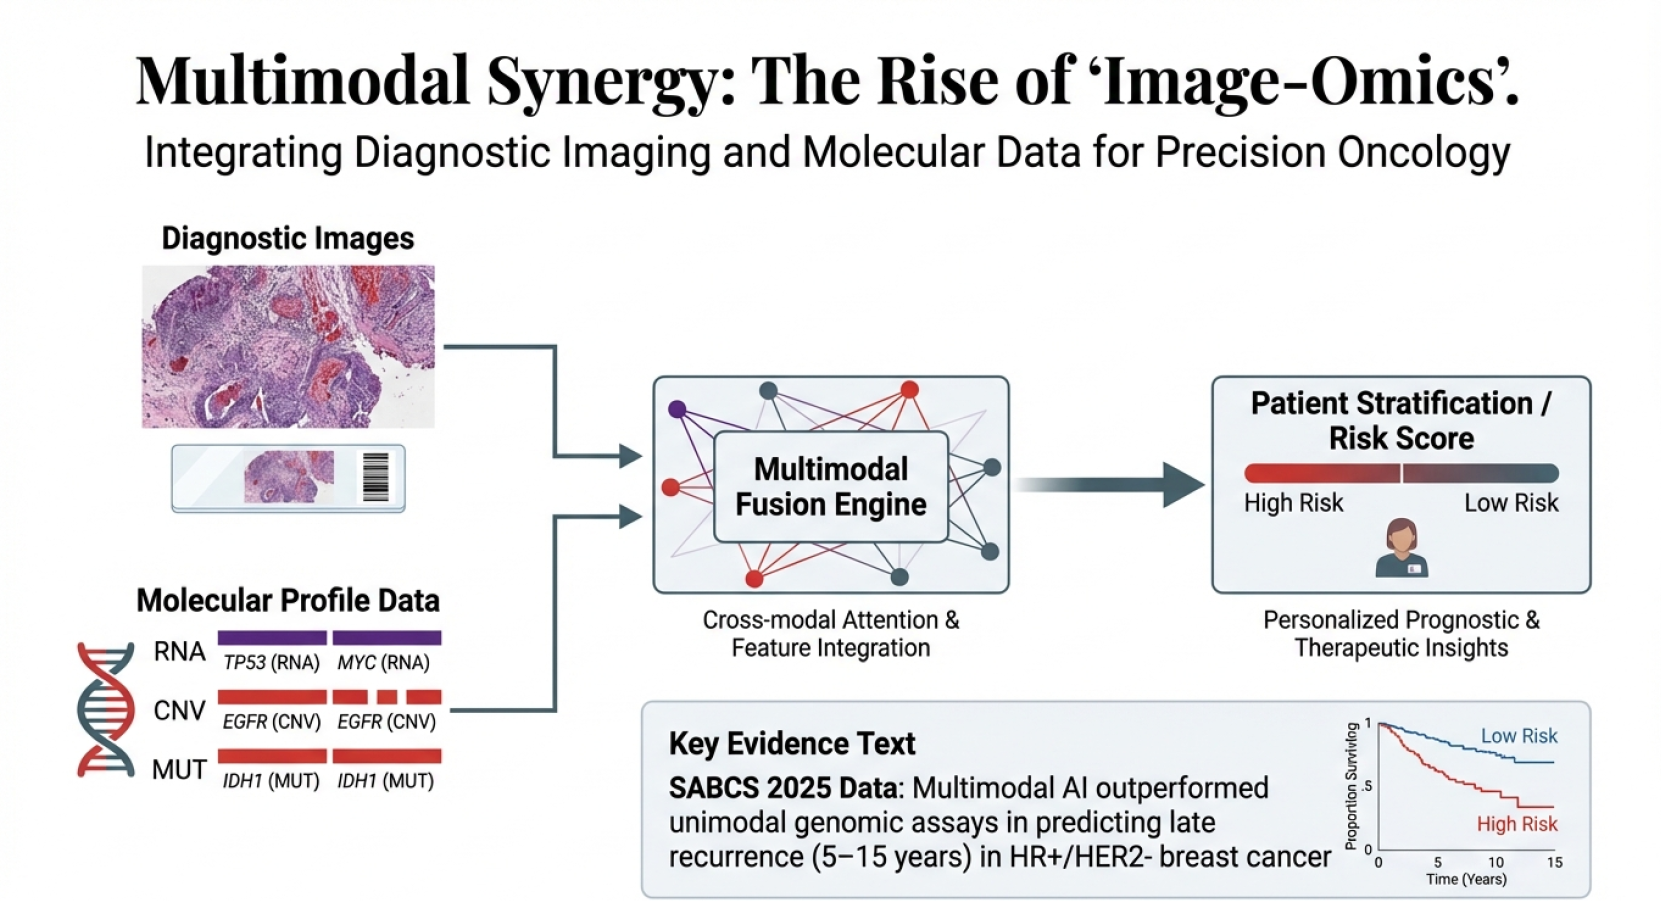 Multimodal Synergy: The Rise of ‘Image-Omics’.
Integrating Diagnostic Imaging and Molecular Data for Precision Oncology
Diagnostic Images
Molecular Profile Data
RNA
TP53 (RNA) MYC (RNA)
CNV
EGFR (CNV) EGFR (CNV)
MUT
IDH1 (MUT) IDH1 (MUT)
Multimodal
Fusion Engine
Cross-modal Attention &
Feature Integration
Patient Stratification /
Risk Score
High Risk Low Risk
Personalized Prognostic &
Therapeutic Insights
Key Evidence Text
SABCS 2025 Data: Multimodal AI outperformed
unimodal genomic assays in predicting late
recurrence (5–15 years) in HR+/HER2- breast cancer
Proportion Surviving
1
.5
0
Low Risk
High Risk
0 5 10 15
Time (Years)